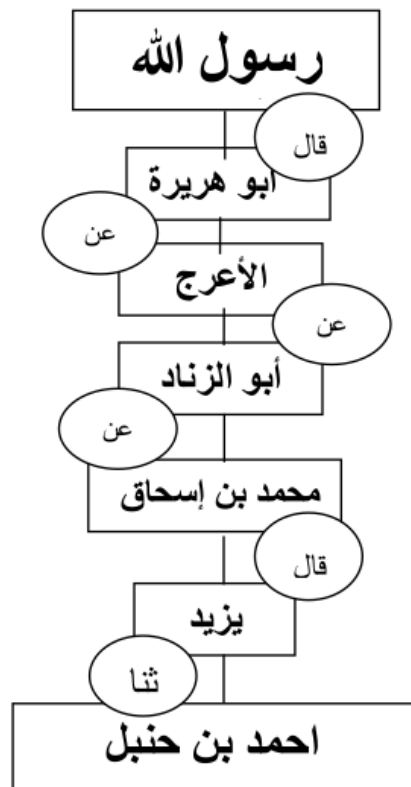 رسول الله
قال
ابو هريرة
عن
الأعرج
عن
أبو الزناد
عن
محمد بن إسحاق
قال
يزيد
ثنا
احمد بن حنبل